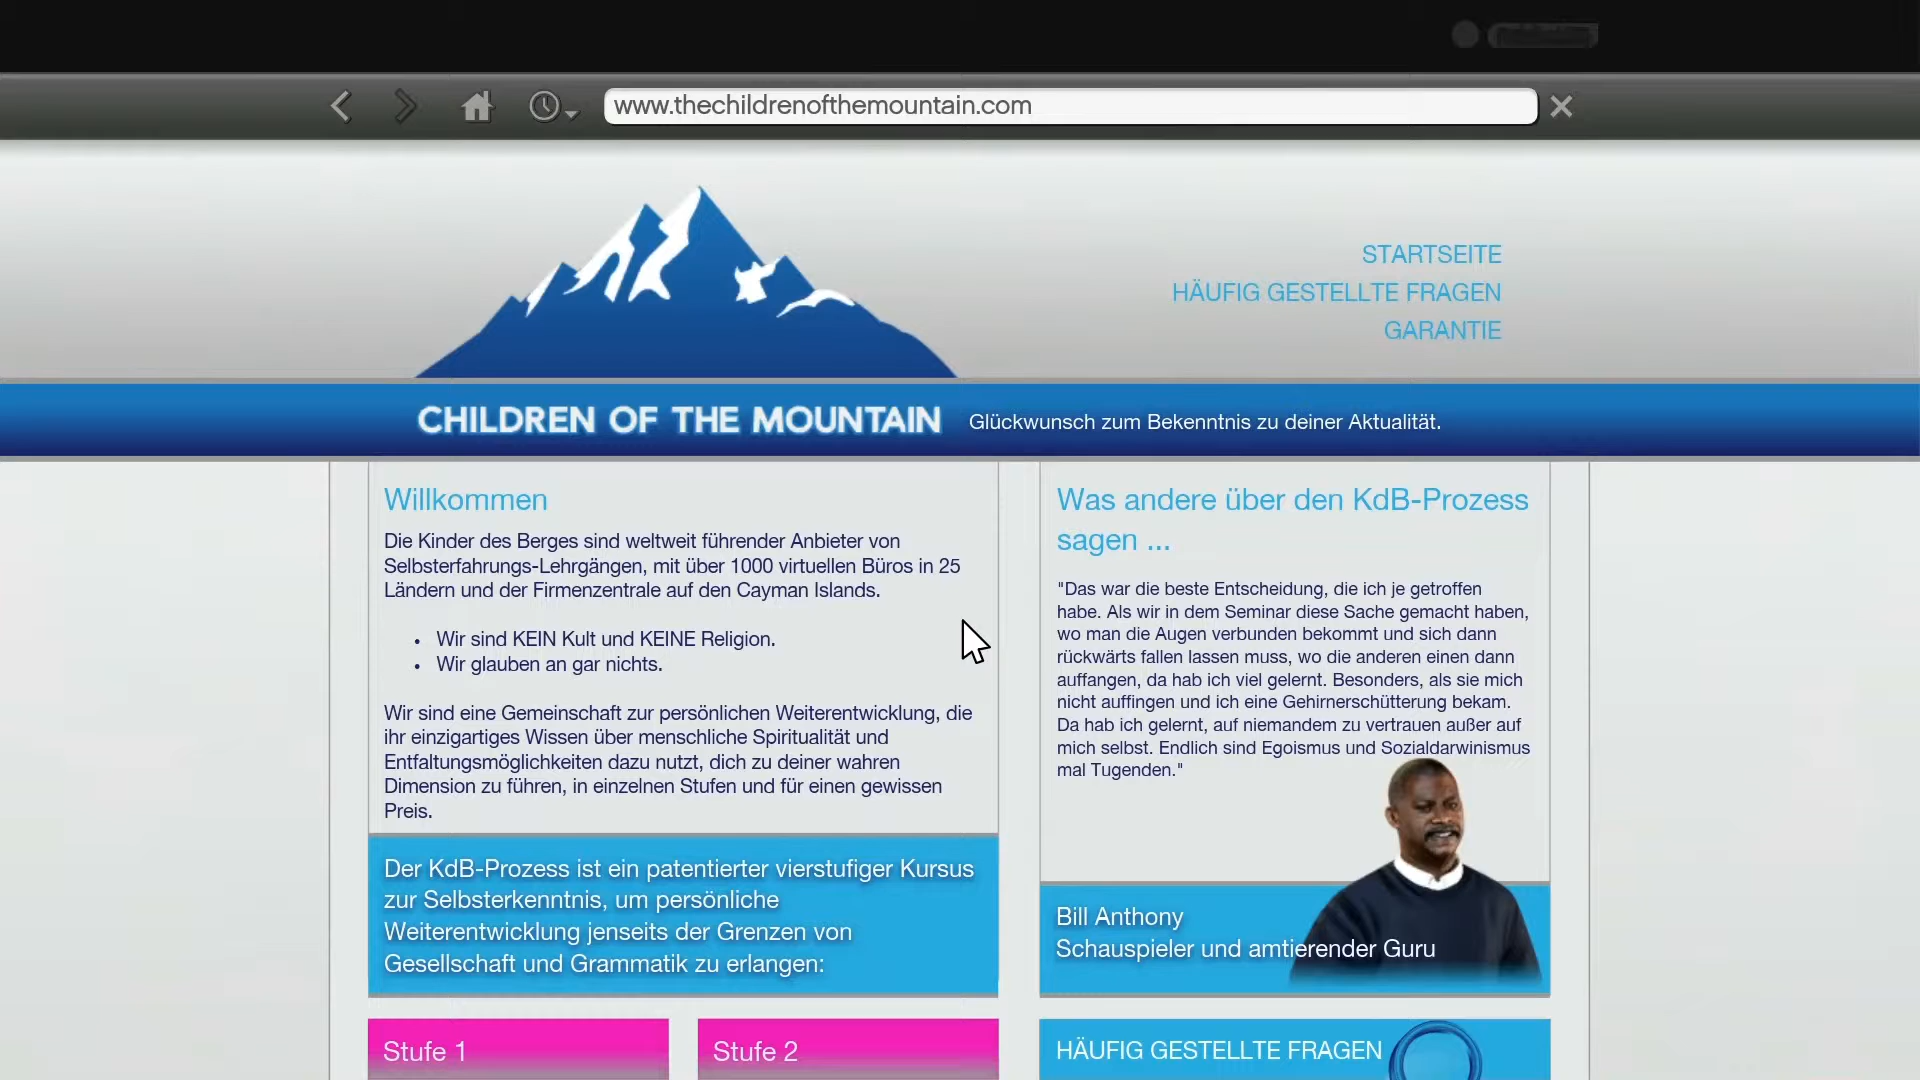 www.thechildrenofthemountain.com
STARTSEITE
HÄUFIG GESTELLTE FRAGEN
GARANTIE
CHILDREN OF THE MOUNTAIN
Glückwunsch zum Bekenntnis zu deiner Aktualität.
Willkommen
Die Kinder des Berges sind weltweit führender Anbieter von
Selbsterfahrungs-Lehrgängen, mit über 1000 virtuellen Büros in 25
Ländern und der Firmenzentrale auf den Cayman Islands.
• Wir sind KEIN Kult und KEINE Religion.
• Wir glauben an gar nichts.
Wir sind eine Gemeinschaft zur persönlichen Weiterentwicklung, die
ihr einzigartiges Wissen über menschliche Spiritualität und
Entfaltungsmöglichkeiten dazu nutzt, dich zu deiner wahren
Dimension zu führen, in einzelnen Stufen und für einen gewissen
Preis.
Der KdB-Prozess ist ein patentierter vierstufiger Kursus
zur Selbsterkenntnis, um persönliche
Weiterentwicklung jenseits der Grenzen von
Gesellschaft und Grammatik zu erlangen:
Stufe 1
Stufe 2
Was andere über den KdB-Prozess
sagen ...
"Das war die beste Entscheidung, die ich je getroffen
habe. Als wir in dem Seminar diese Sache gemacht haben,
wo man die Augen verbunden bekommt und sich dann
rückwärts fallen lassen muss, wo die anderen einen dann
auffangen, da hab ich viel gelernt. Besonders, als sie mich
nicht auffingen und ich eine Gehirnerschütterung bekam.
Da hab ich gelernt, auf niemandem zu vertrauen außer auf
mich selbst. Endlich sind Egoismus und Sozialdarwinismus
mal Tugenden."
Bill Anthony
Schauspieler und amtierender Guru
HÄUFIG GESTELLTE FRAGEN